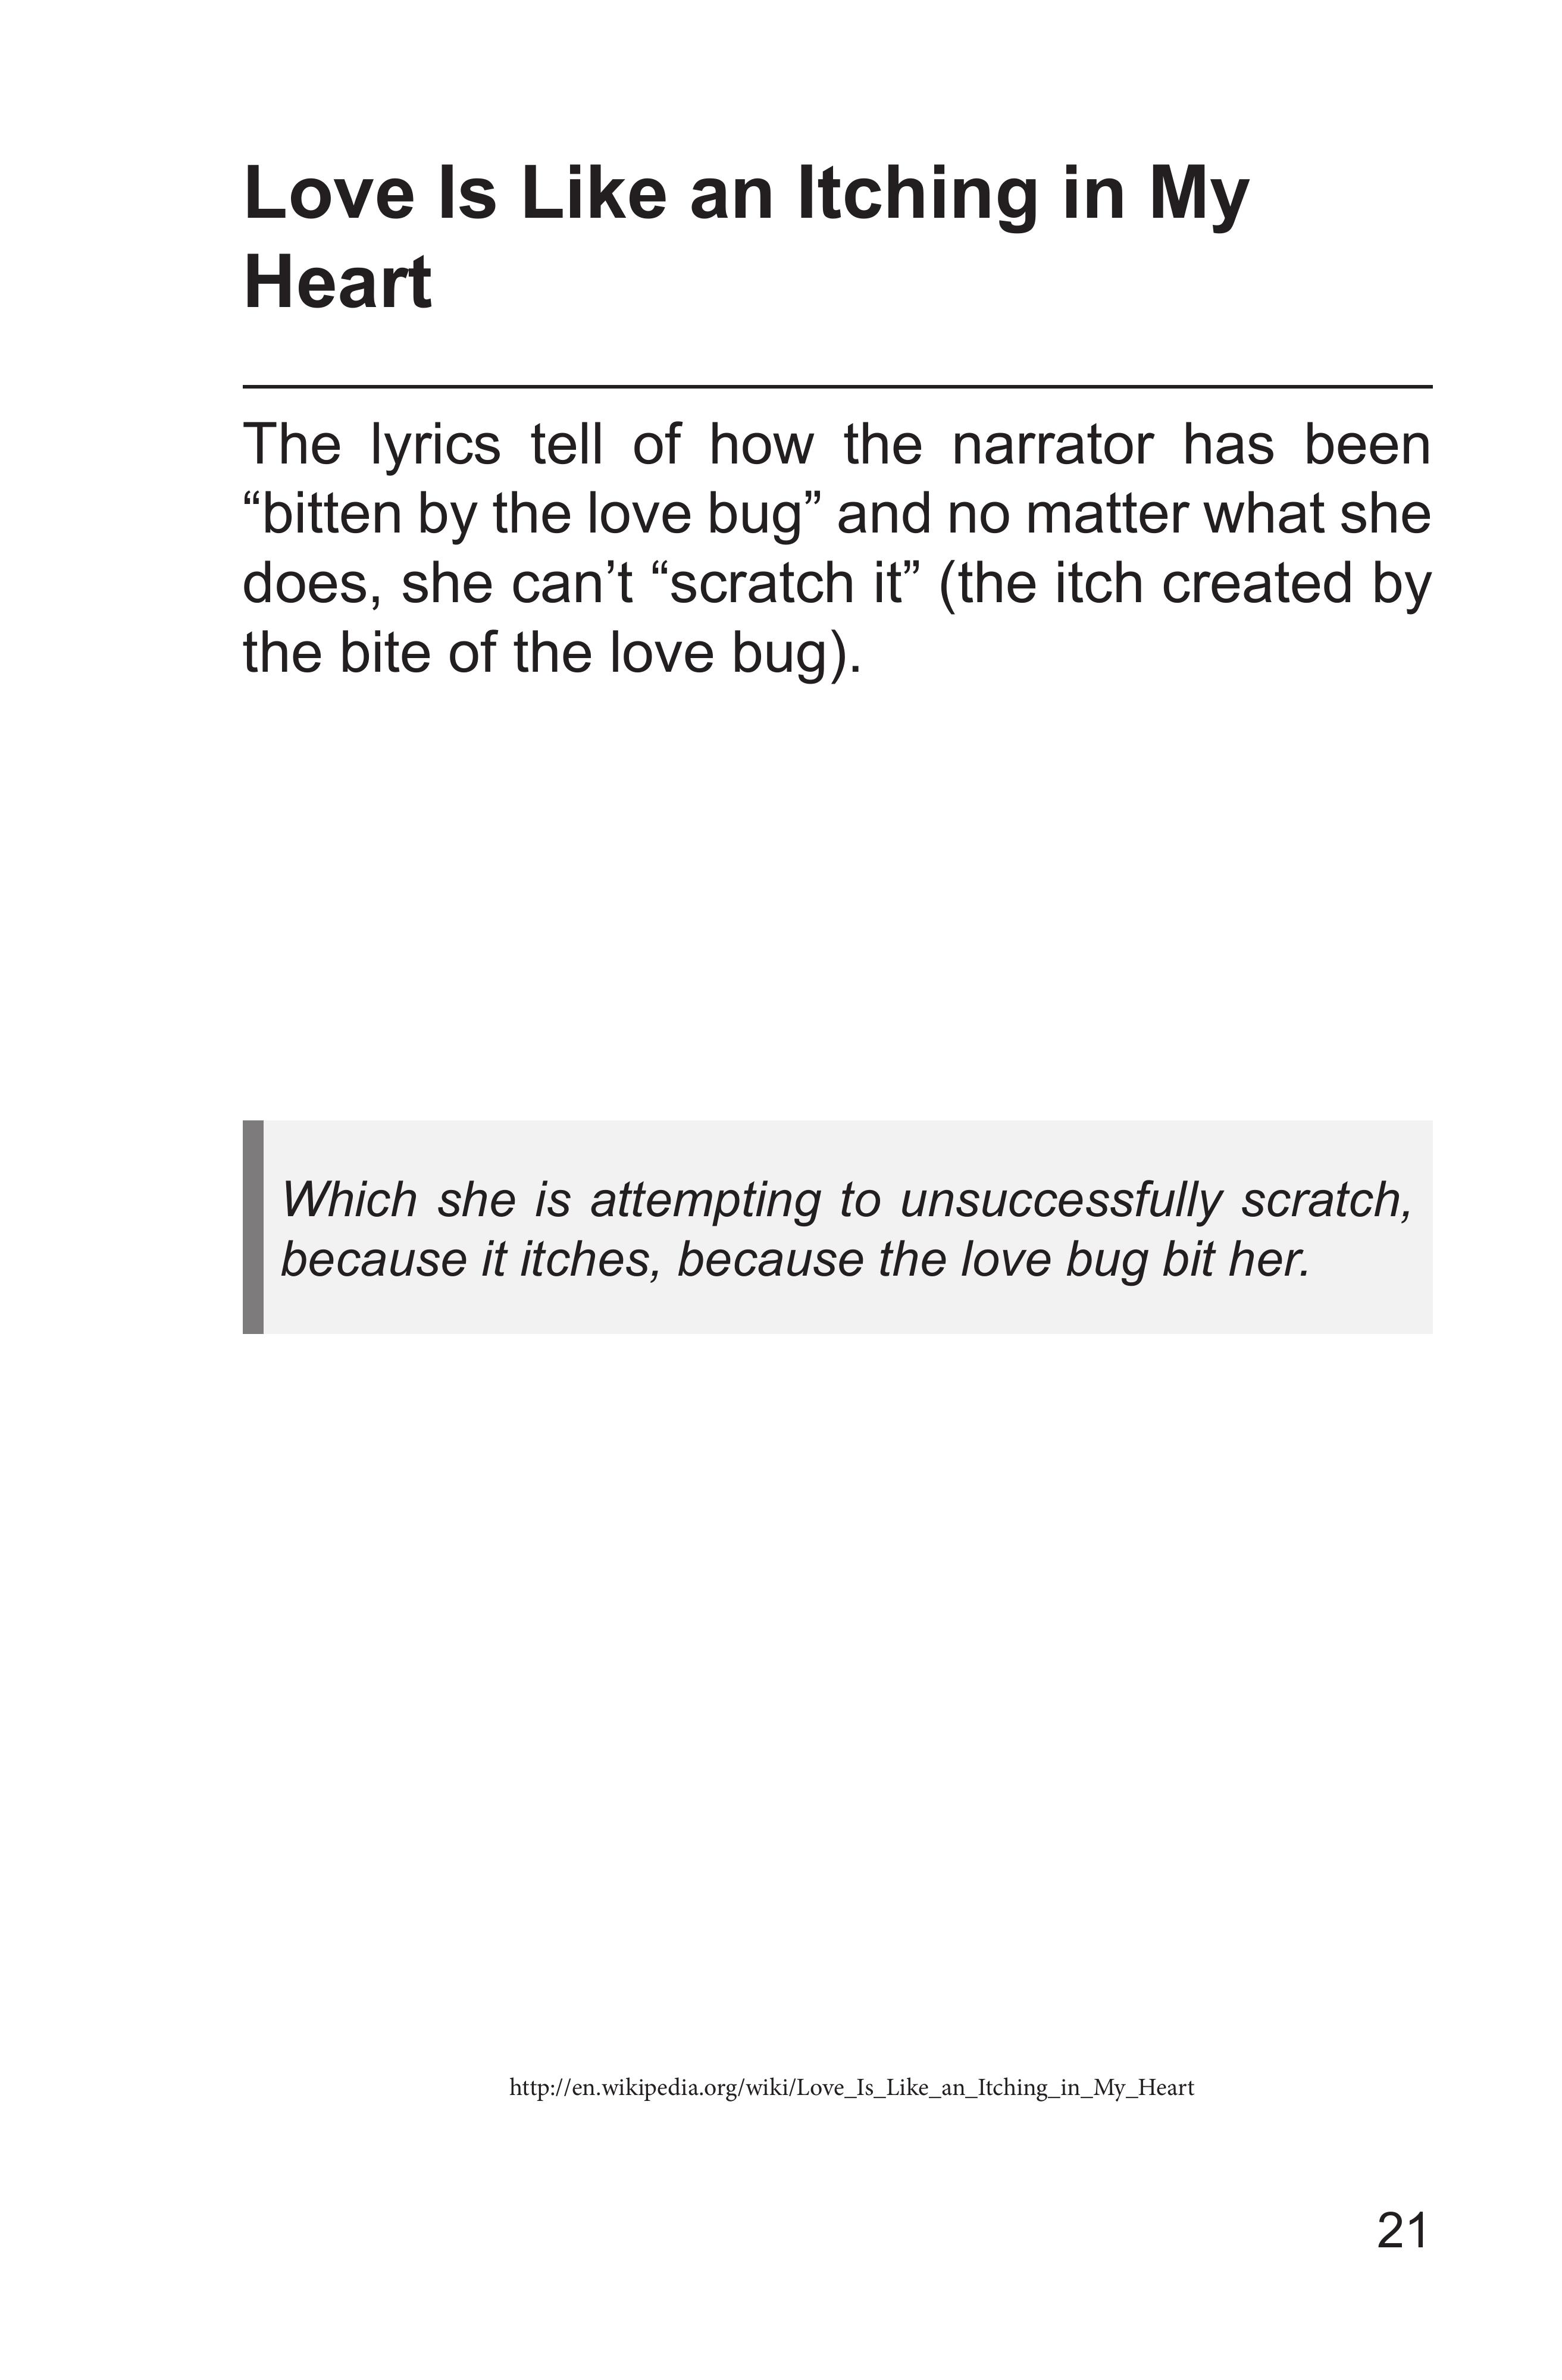 Love Is Like an Itching in My
Heart
The lyrics tell of how the narrator has been
“bitten by the love bug” and no matter what she
does, she can’t “scratch it” (the itch created by
the bite of the love bug).
Which she is attempting to unsuccessfully scratch,
because it itches, because the love bug bit her.
http://en.wikipedia.org/wiki/Love_Is_Like_an_Itching_in_My_Heart
21